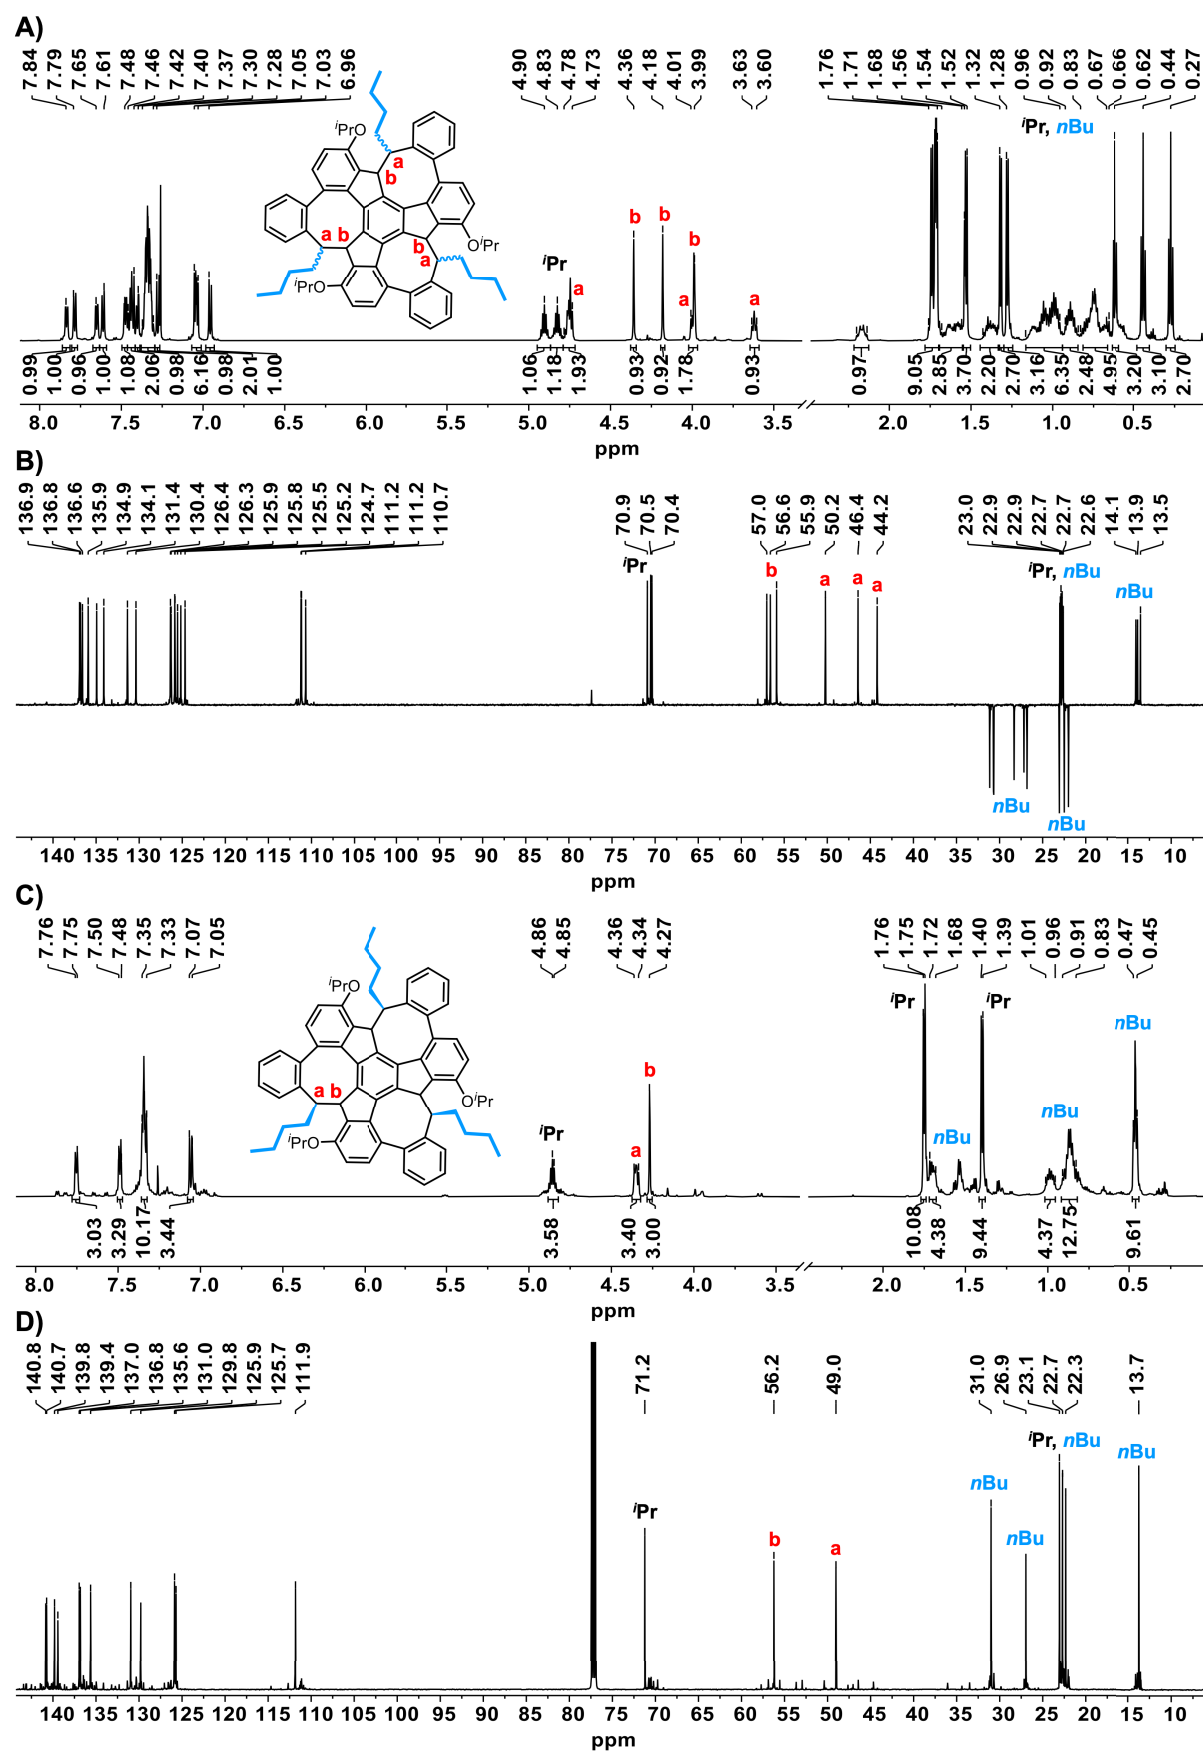 A)
7.84 7.79 7.65 7.61 7.48 7.46 7.42 7.40 7.37 7.30 7.28 7.05 7.03 6.96
4.90 4.83 4.78 4.73 4.36 4.18 4.01 3.99 3.63 3.60
1.76 1.71 1.68 1.56 1.54 1.52 1.32 1.28 0.96 0.92 0.83 0.67 0.66 0.62 0.44 0.27
ⁱPrO
a
b
a b
b
a
OⁱPr
ⁱPrO
ⁱPr
a
b
b
b
a
a
ⁱPr, nBu
0.99 1.00 0.96 1.00 1.08 2.06 0.98 6.16 0.98 2.01 1.00
1.06 1.18 1.93 0.93 0.92 1.78 0.93
0.97 9.05 2.85 3.70 2.20 2.70 3.16 6.35 2.48 4.95 3.20 3.10 2.70
8.0 7.5 7.0 6.5 6.0 5.5 5.0 4.5 4.0 3.5 2.0 1.5 1.0 0.5
ppm
B)
136.9 136.8 136.6 135.9 134.9 134.1 131.4 130.4 126.4 126.3 125.9 125.8 125.5 125.2 124.7 111.2 111.2 110.7
70.9 70.5 70.4 57.0 56.6 55.9 50.2 46.4 44.2
23.0 22.9 22.9 22.7 22.7 22.6 14.1 13.9 13.5
ⁱPr
b
a
a
a
ⁱPr, nBu
nBu
nBu
nBu
140 135 130 125 120 115 110 105 100 95 90 85 80 75 70 65 60 55 50 45 40 35 30 25 20 15 10
ppm
C)
7.76 7.75 7.50 7.48 7.35 7.33 7.07 7.05
4.86 4.85 4.36 4.34 4.27
1.76 1.75 1.72 1.68 1.40 1.39 1.01 0.96 0.91 0.83 0.47 0.45
ⁱPrO
a b
OⁱPr
ⁱPrO
ⁱPr
a
b
ⁱPr
nBu
ⁱPr
nBu
nBu
3.03 3.29 10.17 3.44
3.58 3.40 3.00
10.08 4.38 9.44 4.37 12.75 9.61
8.0 7.5 7.0 6.5 6.0 5.5 5.0 4.5 4.0 3.5 2.0 1.5 1.0 0.5
ppm
D)
140.8 140.7 139.8 139.4 137.0 136.8 135.6 131.0 129.8 125.9 125.7 111.9
71.2 56.2 49.0 31.0 26.9 23.1 22.7 22.3 13.7
ⁱPr
b
a
nBu
nBu
ⁱPr, nBu
nBu
140 135 130 125 120 115 110 105 100 95 90 85 80 75 70 65 60 55 50 45 40 35 30 25 20 15 10
ppm